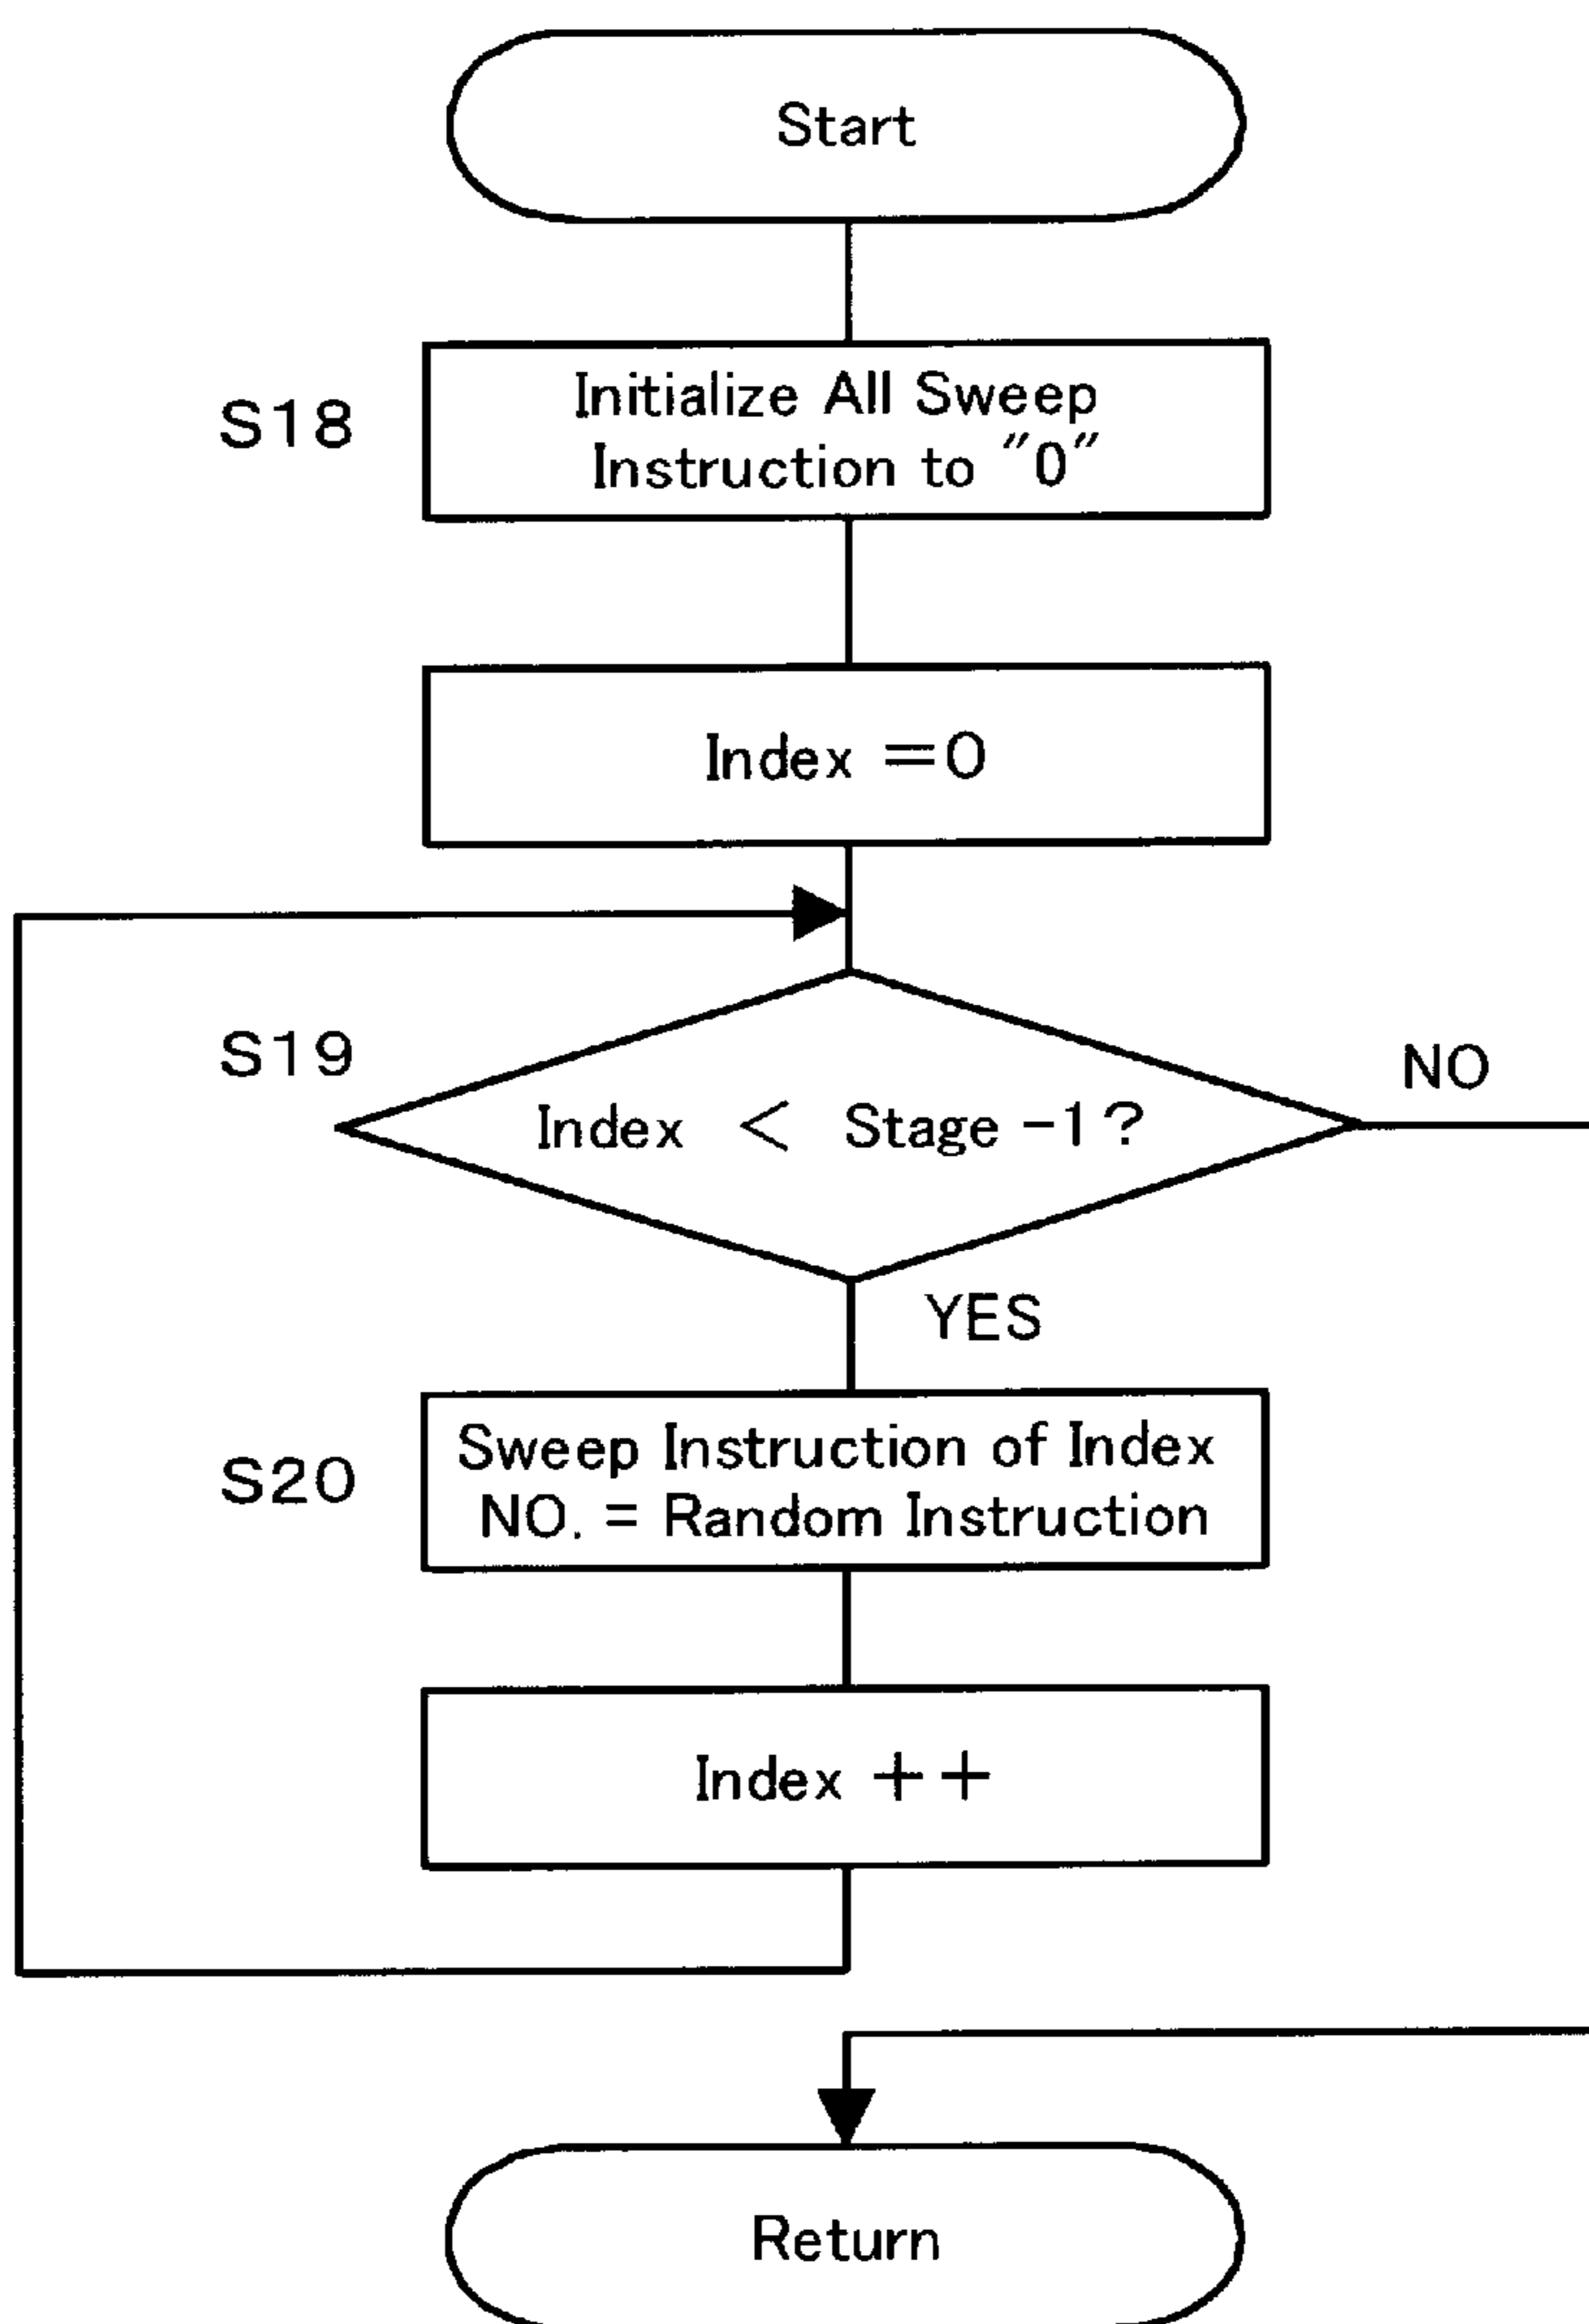 Start
S18
Initialize All Sweep
Instruction to "0"
Index =0
S19
Index < Stage -1?
NO
YES
S20
Sweep Instruction of Index
NO. = Random Instruction
Index ++
Return